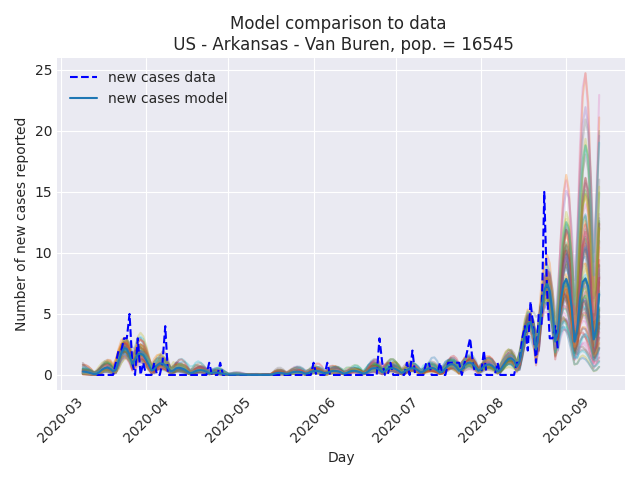 Model comparison to data
US - Arkansas - Van Buren, pop. = 16545
new cases data
new cases model
Number of new cases reported
25
20
15
10
5
0
2020-03
2020-04
2020-05
2020-06
2020-07
2020-08
2020-09
Day